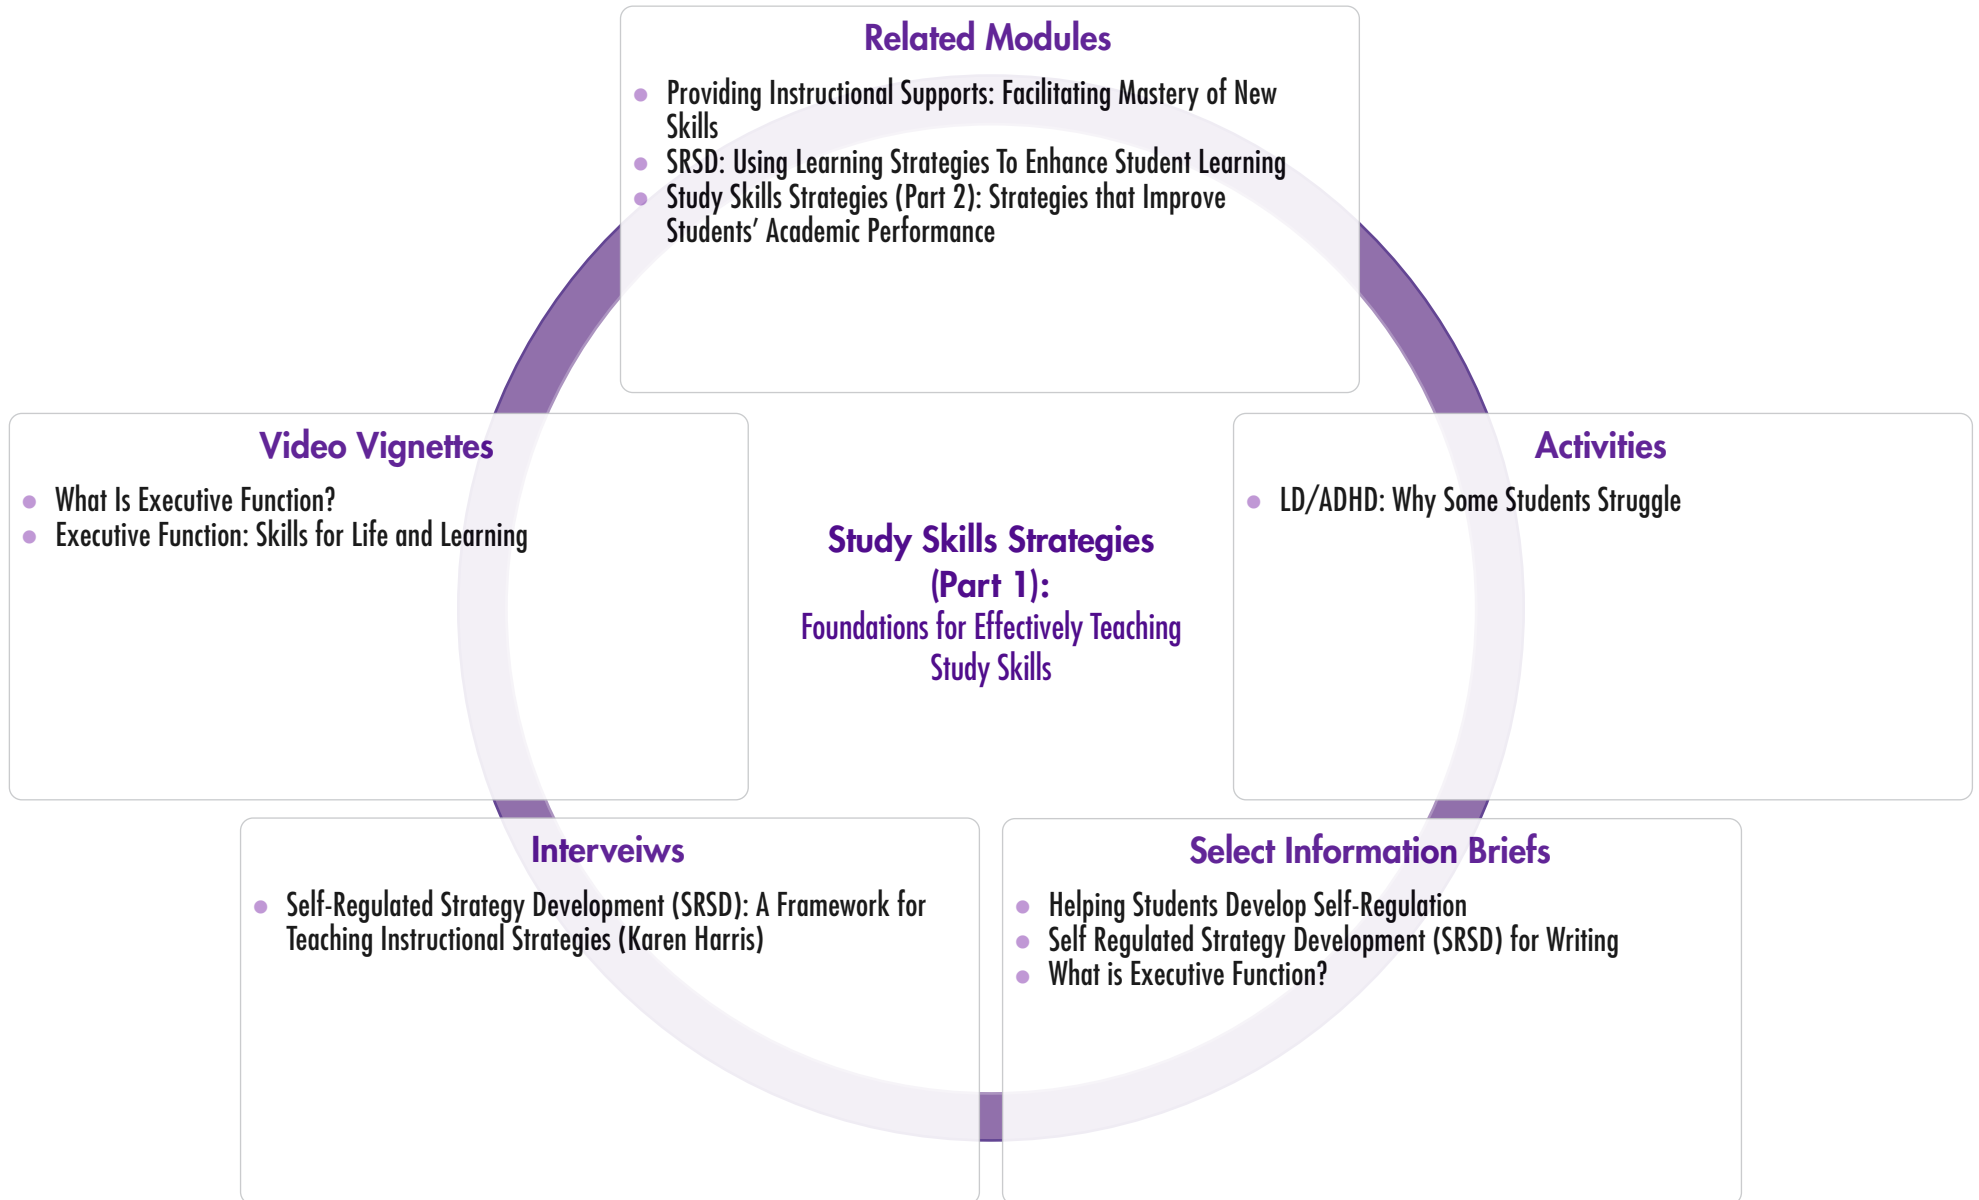 Related Modules
Providing Instructional Supports: Facilitating Mastery of New
Skills
SRSD: Using Learning Strategies To Enhance Student Learning
Study Skills Strategies (Part 2): Strategies that Improve
Students’ Academic Performance
Video Vignettes
What Is Executive Function?
Executive Function: Skills for Life and Learning
Study Skills Strategies
(Part 1):
Foundations for Effectively Teaching
Study Skills
Activities
LD/ADHD: Why Some Students Struggle
Interveiws
Self-Regulated Strategy Development (SRSD): A Framework for
Teaching Instructional Strategies (Karen Harris)
Select Information Briefs
Helping Students Develop Self-Regulation
Self Regulated Strategy Development (SRSD) for Writing
What is Executive Function?